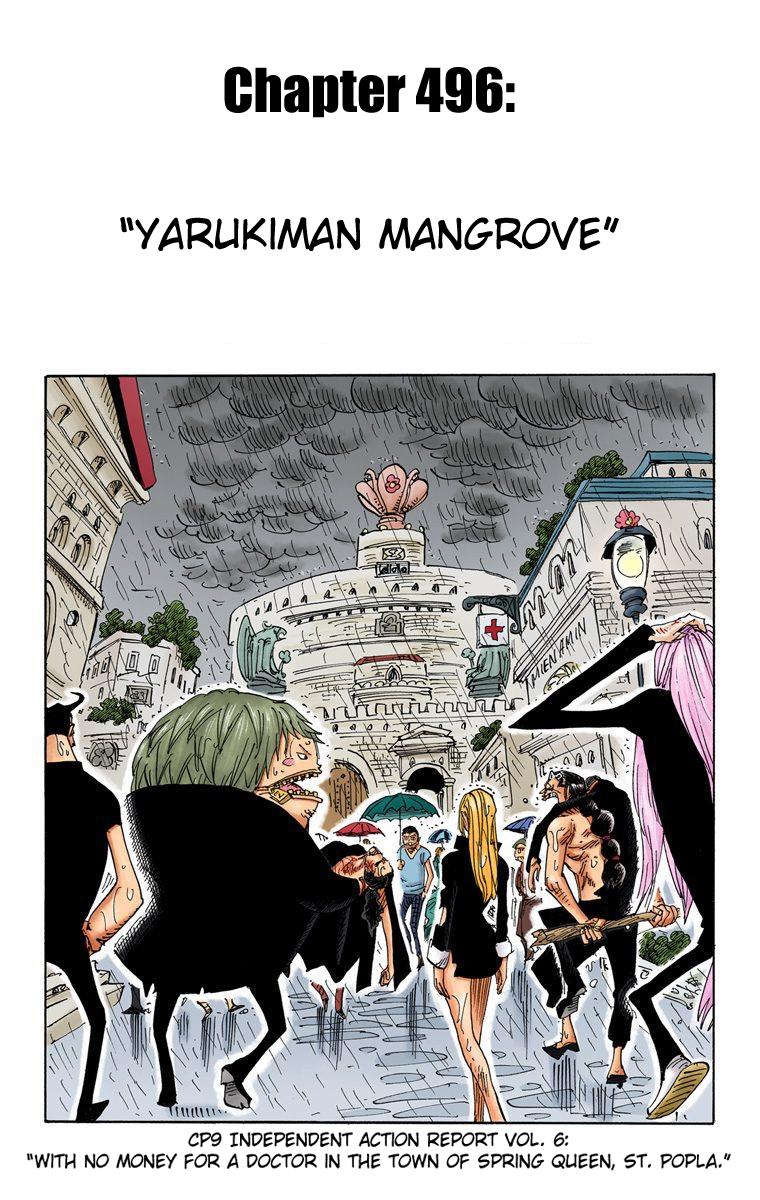 Chapter 496:
"YARUKIMAN MANGROVE"
MIENAMIN
CP9 INDEPENDENT ACTION REPORT VOL. 6:
"WITH NO MONEY FOR A DOCTOR IN THE TOWN OF SPRING QUEEN, ST. POPLA."